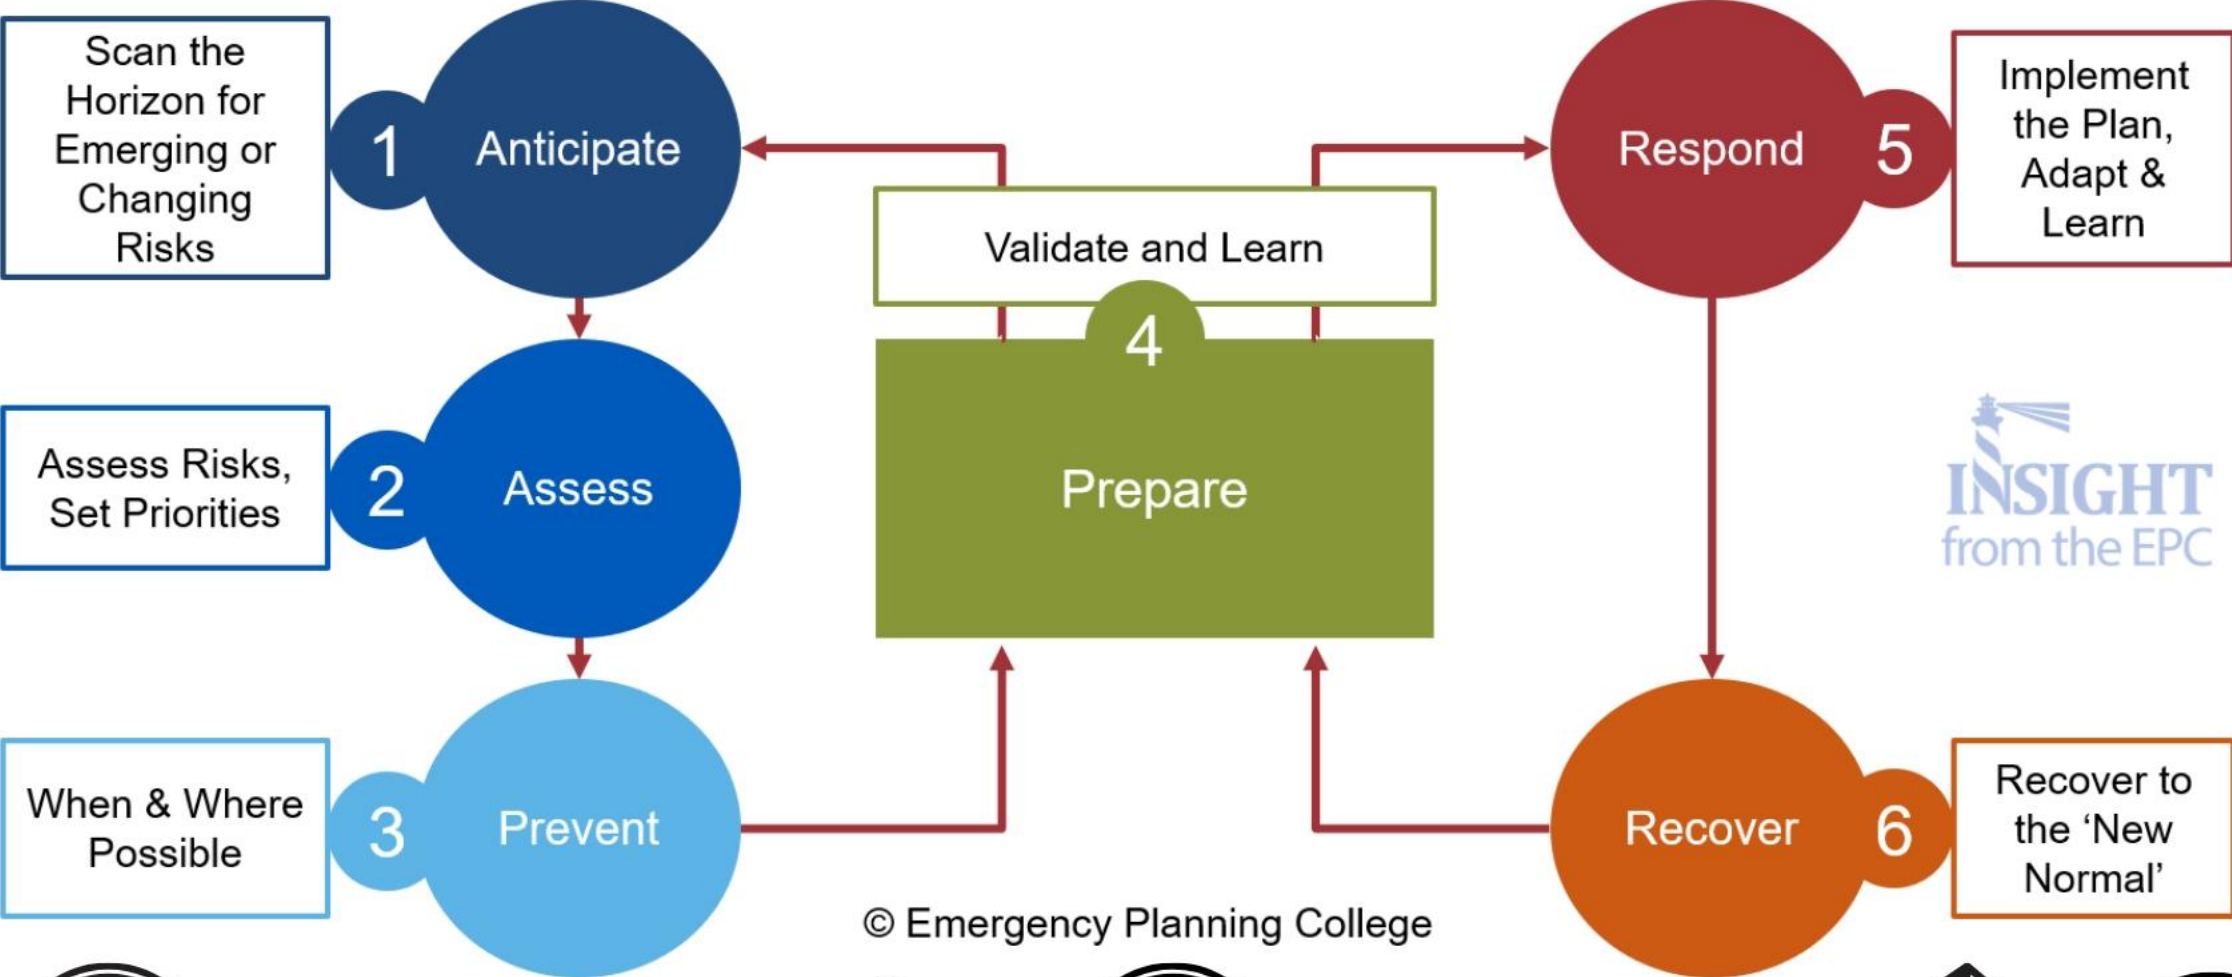 Scan the
Horizon for
Emerging or
Changing
Risks
1
Anticipate
Assess Risks,
Set Priorities
2
Assess
When & Where
Possible
3
Prevent
Validate and Learn
4
Prepare
Respond
5
Implement
the Plan,
Adapt &
Learn
Recover
6
Recover to
the ‘New
Normal’
INSIGHT
from the EPC
© Emergency Planning College